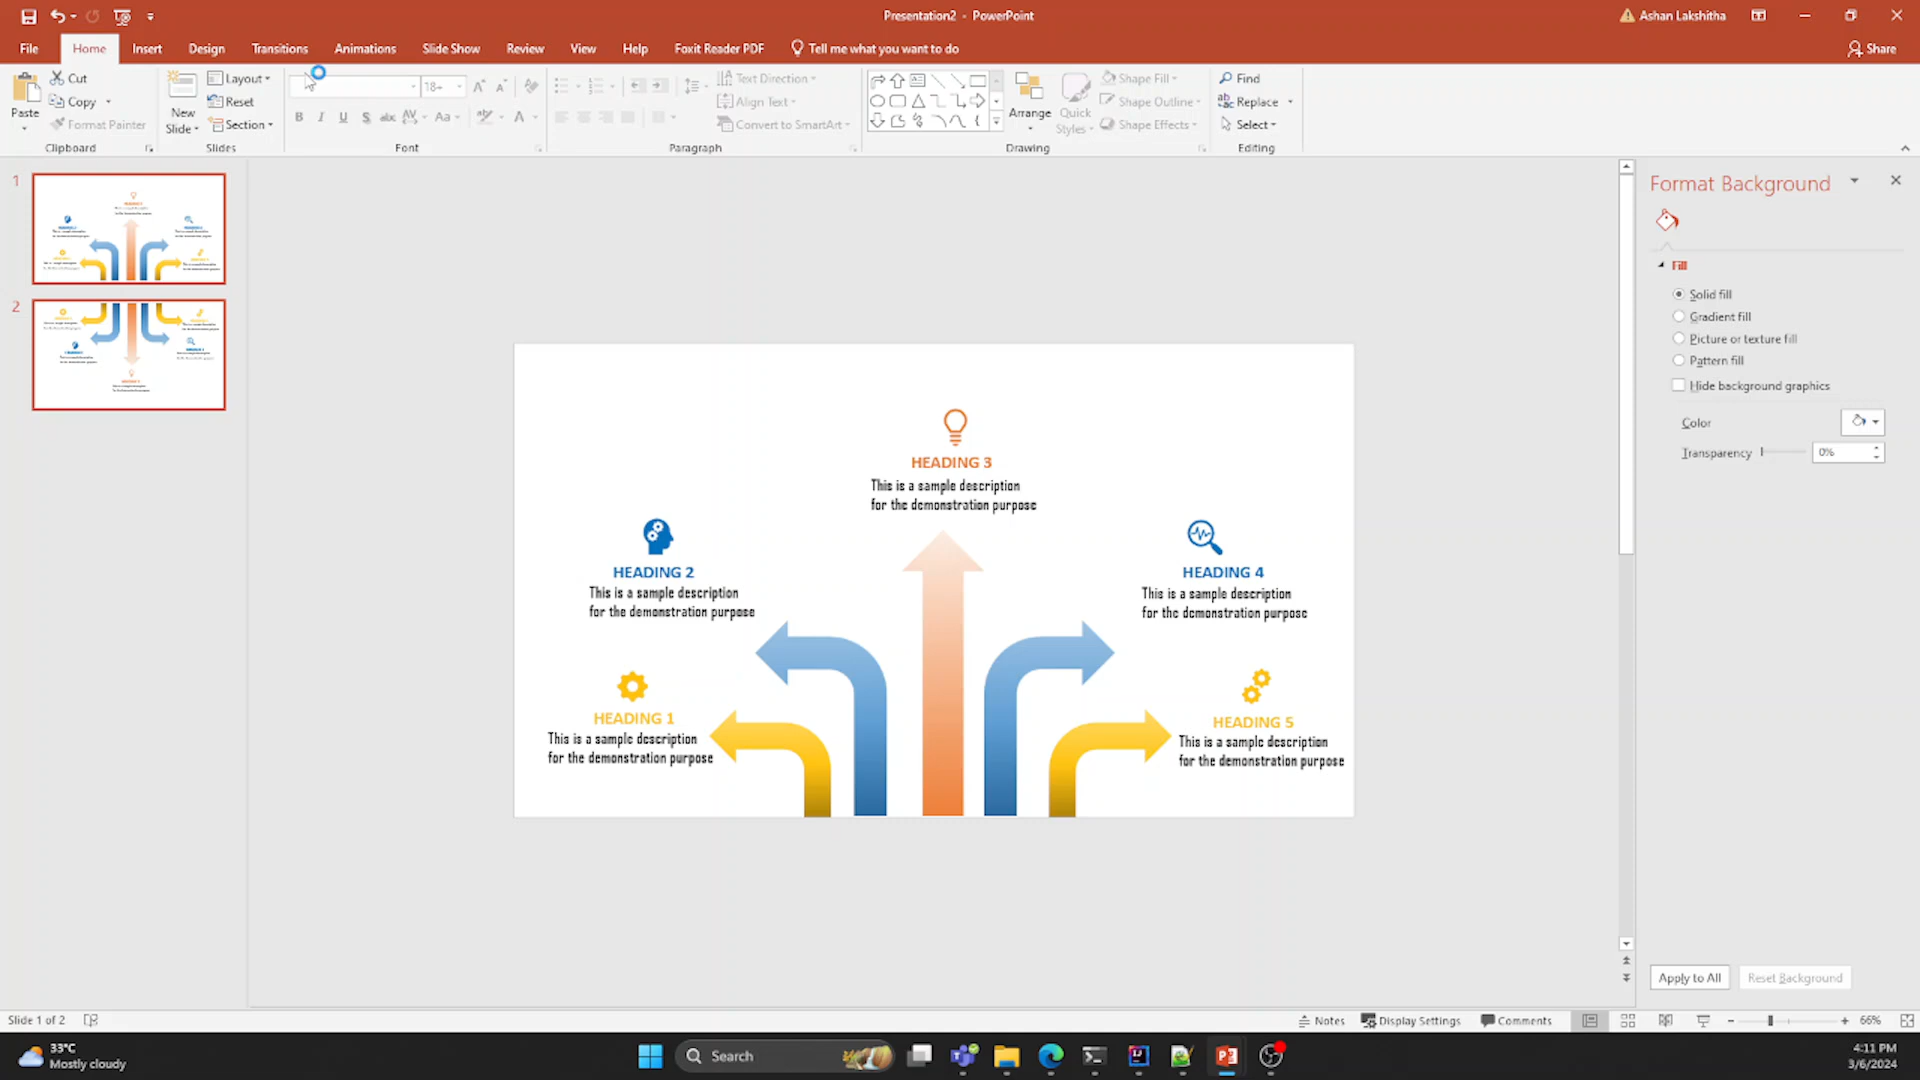 Presentation2 - PowerPoint
Ashan Lakshitha
File Home Insert Design Transitions Animations Slide Show Review View Help Foxit Reader PDF Tell me what you want to do
Share
Paste
Cut
Copy
Format Painter
Clipboard
New
Slide
Layout
Reset
Section
Slides
18
B I U S abc AV Aa A
Font
Text Direction
Align Text
Convert to SmartArt
Paragraph
Arrange
Quick
Styles
Shape Fill
Shape Outline
Shape Effects
Drawing
Find
Replace
Select
Editing
1
2
HEADING 3
This is a sample description
for the demonstration purpose
HEADING 2
This is a sample description
for the demonstration purpose
HEADING 4
This is a sample description
for the demonstration purpose
HEADING 1
This is a sample description
for the demonstration purpose
HEADING 5
This is a sample description
for the demonstration purpose
Format Background
Fill
Solid fill
Gradient fill
Picture or texture fill
Pattern fill
Hide background graphics
Color
Transparency 0%
Apply to All
Reset Background
Slide 1 of 2
Notes
Display Settings
Comments
66%
33°C
Mostly cloudy
Search
4:11 PM
3/6/2024